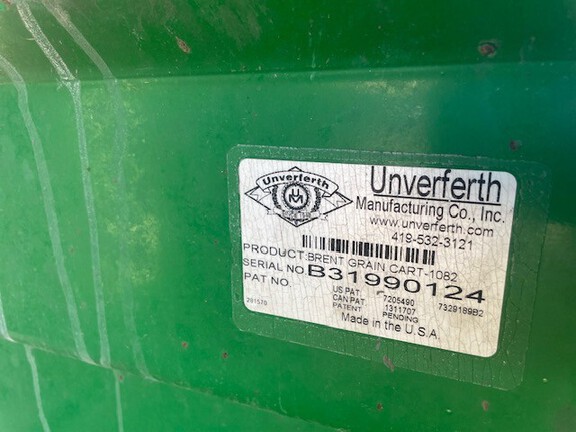 Unverferth
UM
Unverferth
Manufacturing Co., Inc.
www.unverferth.com
419-532-3121
PRODUCT: BRENT GRAIN CART-1082
SERIAL NO B31990124
PAT NO.
US PAT. 7205490 7329189B2
CAN PAT. 1311707
PATENT PENDING
291570
Made in the U.S.A.